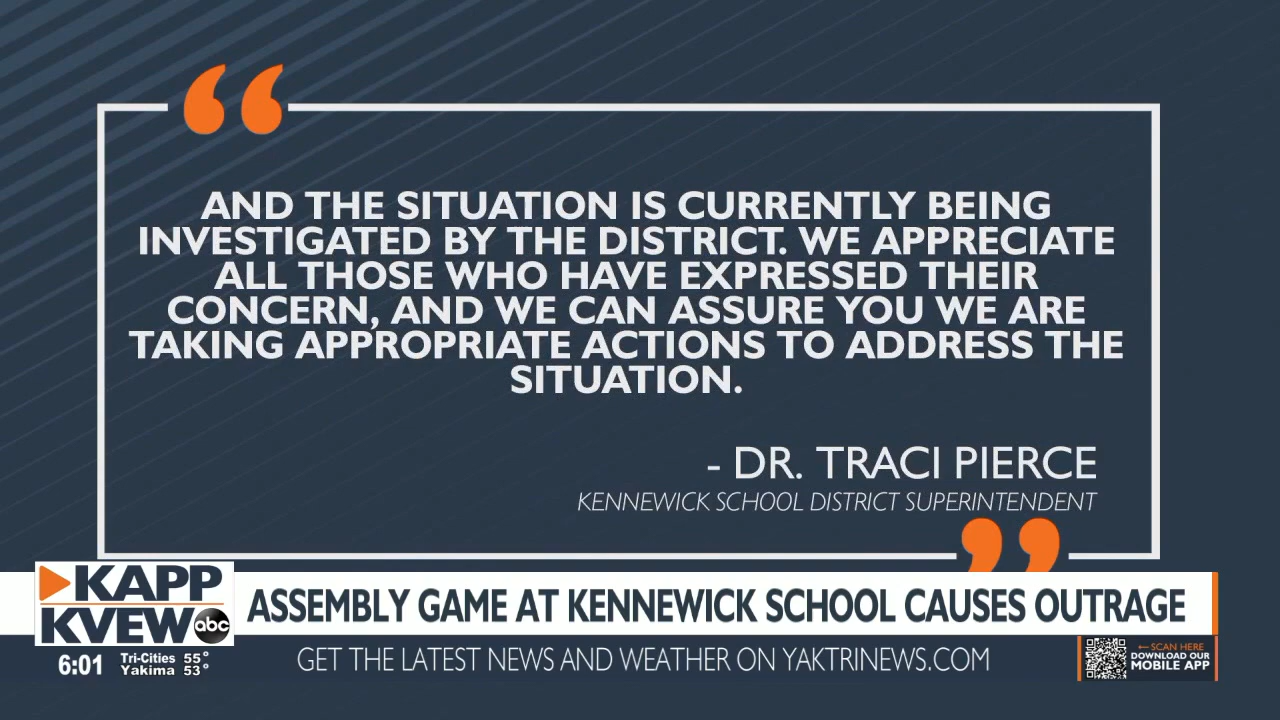 “
AND THE SITUATION IS CURRENTLY BEING
INVESTIGATED BY THE DISTRICT. WE APPRECIATE
ALL THOSE WHO HAVE EXPRESSED THEIR
CONCERN, AND WE CAN ASSURE YOU WE ARE
TAKING APPROPRIATE ACTIONS TO ADDRESS THE
SITUATION.
- DR. TRACI PIERCE
KENNEWICK SCHOOL DISTRICT SUPERINTENDENT
”
KAPP
KVEW abc
ASSEMBLY GAME AT KENNEWICK SCHOOL CAUSES OUTRAGE
6:01
Tri-Cities 55°
Yakima 53°
GET THE LATEST NEWS AND WEATHER ON YAKTRINEWS.COM
←SCAN HERE
DOWNLOAD OUR
MOBILE APP